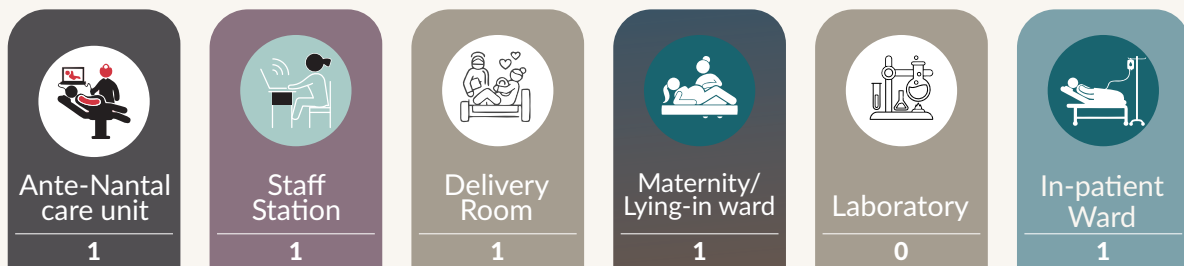 Ante-Nantal
care unit
1
Staff
Station
1
Delivery
Room
1
Maternity/
Lying-in ward
1
Laboratory
0
In-patient
Ward
1